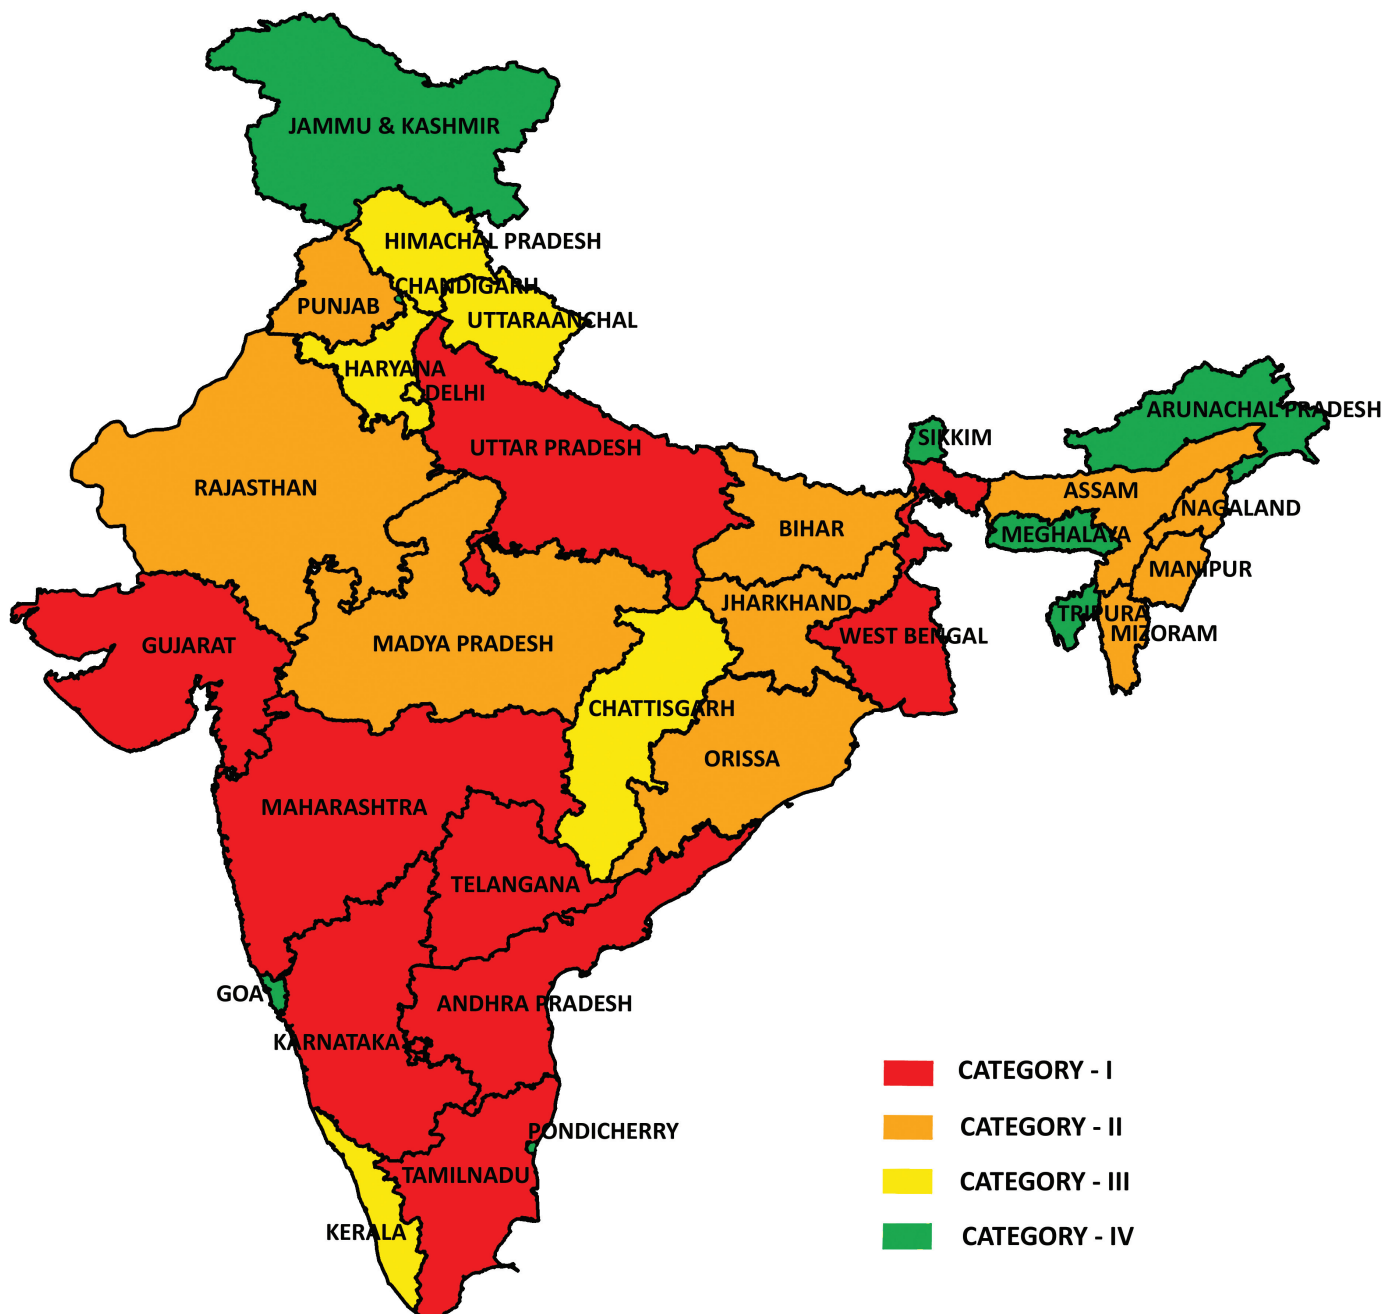 JAMMU & KASHMIR
HIMACHAL PRADESH
CHANDIGARH
PUNJAB
UTTARAANCHAL
HARYANA
DELHI
UTTAR PRADESH
RAJASTHAN
SIKKIM
ARUNACHAL PRADESH
ASSAM
NAGALAND
BIHAR
MEGHALAYA
MANIPUR
JHARKHAND
TRIPURA
MIZORAM
WEST BENGAL
GUJARAT
MADYA PRADESH
CHATTISGARH
ORISSA
MAHARASHTRA
TELANGANA
GOA
ANDHRA PRADESH
KARNATAKA
PONDICHERRY
TAMILNADU
KERALA
CATEGORY - I
CATEGORY - II
CATEGORY - III
CATEGORY - IV